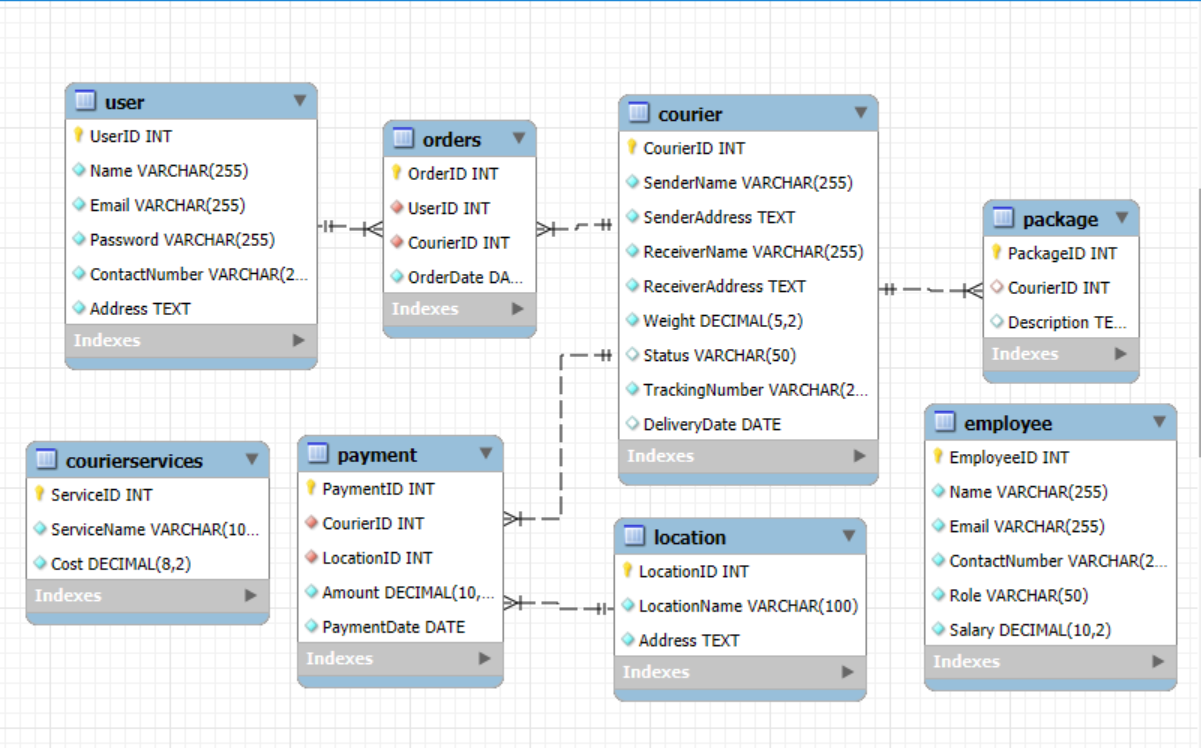 user
UserID INT
Name VARCHAR(255)
Email VARCHAR(255)
Password VARCHAR(255)
ContactNumber VARCHAR(2...
Address TEXT
Indexes
orders
OrderID INT
UserID INT
CourierID INT
OrderDate DA...
Indexes
courier
CourierID INT
SenderName VARCHAR(255)
SenderAddress TEXT
ReceiverName VARCHAR(255)
ReceiverAddress TEXT
Weight DECIMAL(5,2)
Status VARCHAR(50)
TrackingNumber VARCHAR(2...
DeliveryDate DATE
Indexes
package
PackageID INT
CourierID INT
Description TE...
Indexes
courierservices
ServiceID INT
ServiceName VARCHAR(10...
Cost DECIMAL(8,2)
Indexes
payment
PaymentID INT
CourierID INT
LocationID INT
Amount DECIMAL(10,...
PaymentDate DATE
Indexes
location
LocationID INT
LocationName VARCHAR(100)
Address TEXT
Indexes
employee
EmployeeID INT
Name VARCHAR(255)
Email VARCHAR(255)
ContactNumber VARCHAR(2...
Role VARCHAR(50)
Salary DECIMAL(10,2)
Indexes